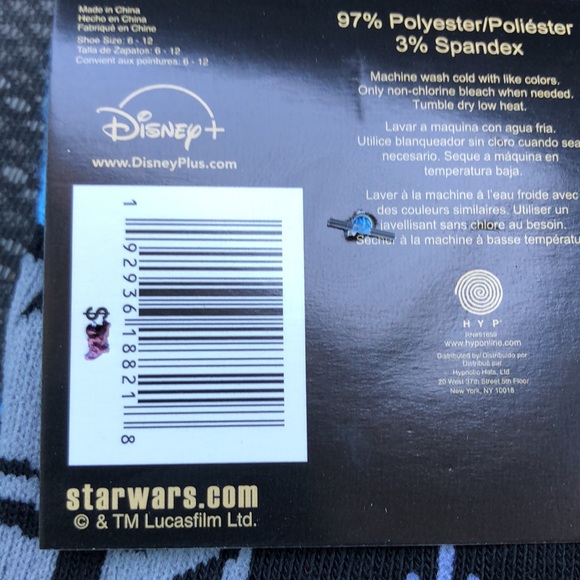 Made in China
Hecho en China
Fabriqué en Chine
Shoe Size: 6 - 12
Talla de Zapatos: 6 - 12
Convient aux pointures: 6 - 12
Disney+
www.DisneyPlus.com
1 92936 18821 8
$
starwars.com
© & TM Lucasfilm Ltd.
97% Polyester/Poliéster
3% Spandex
Machine wash cold with like colors.
Only non-chlorine bleach when needed.
Tumble dry low heat.
Lavar a maquina con agua fria.
Utilice blanqueador sin cloro cuando sea
necesario. Seque a máquina en
temperatura baja.
Laver à la machine à l'eau froide avec
des couleurs similaires. Utiliser un
javellisant sans chlore au besoin.
Sécher à la machine à basse températu
HYP
www.hyponline.com
Distributed by/ Distribuido por
Distribué par
Hypnotic Hats, Ltd
20 West 37th Street 5th Floor
New York, NY 10018